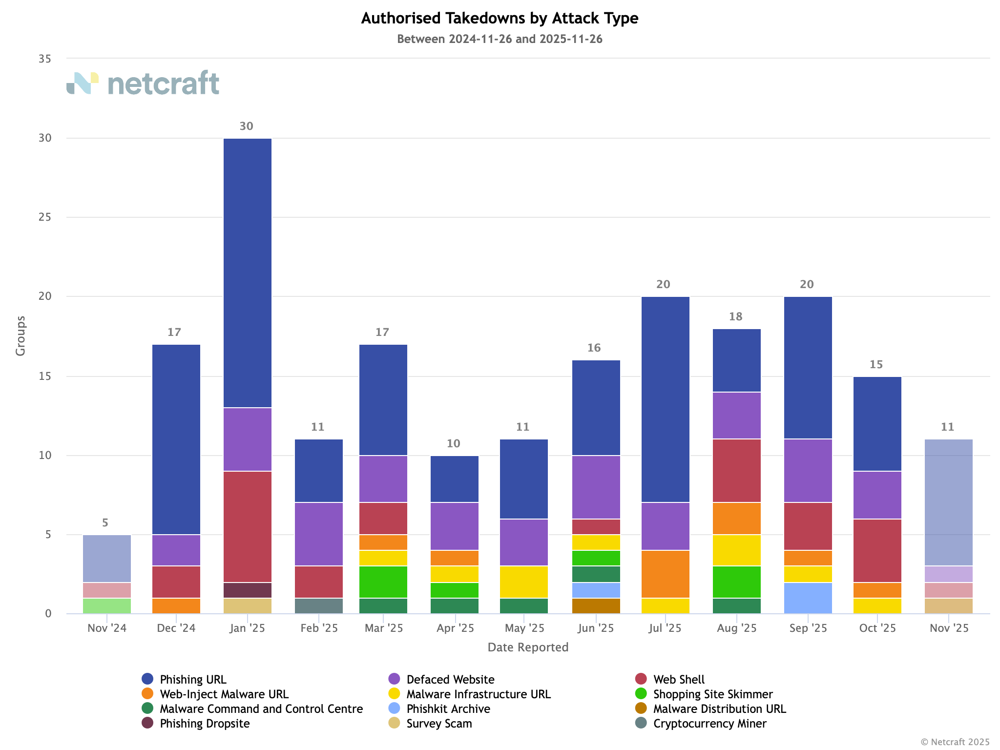 Authorised Takedowns by Attack Type
Between 2024-11-26 and 2025-11-26
netcraft
35
30
25
20
15
10
5
0
Groups
5
17
30
11
17
10
11
16
20
18
20
15
11
Nov '24
Dec '24
Jan '25
Feb '25
Mar '25
Apr '25
May '25
Jun '25
Jul '25
Aug '25
Sep '25
Oct '25
Nov '25
Date Reported
Phishing URL
Defaced Website
Web Shell
Web-Inject Malware URL
Malware Infrastructure URL
Shopping Site Skimmer
Malware Command and Control Centre
Phishkit Archive
Malware Distribution URL
Phishing Dropsite
Survey Scam
Cryptocurrency Miner
© Netcraft 2025